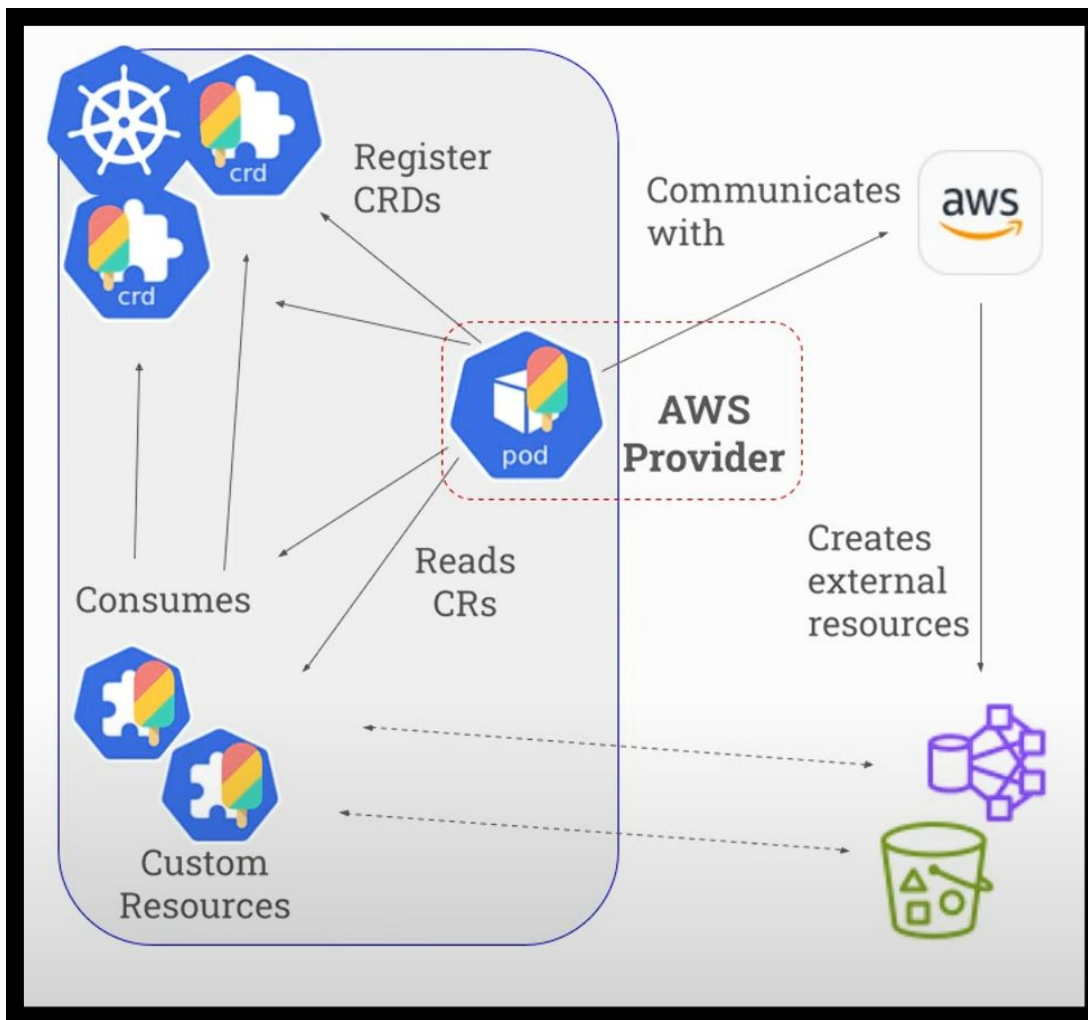 crd
crd
Register
CRDs
Communicates
with
aws
pod
AWS
Provider
Consumes
Reads
CRs
Creates
external
resources
Custom
Resources